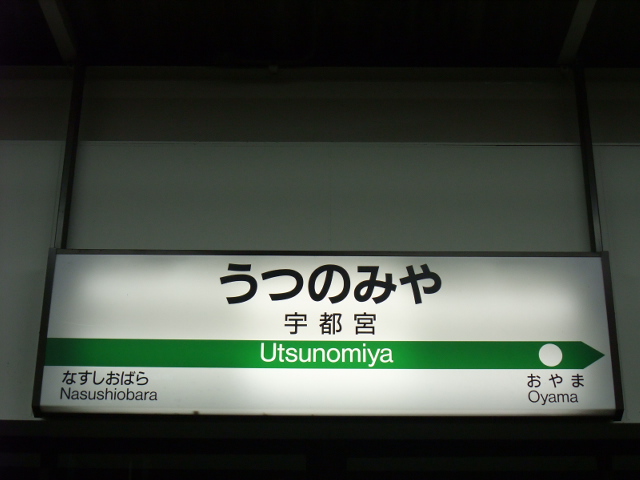 うつのみや
宇都宮
Utsunomiya
なすしおばら
Nasushiobara
おやま
Oyama